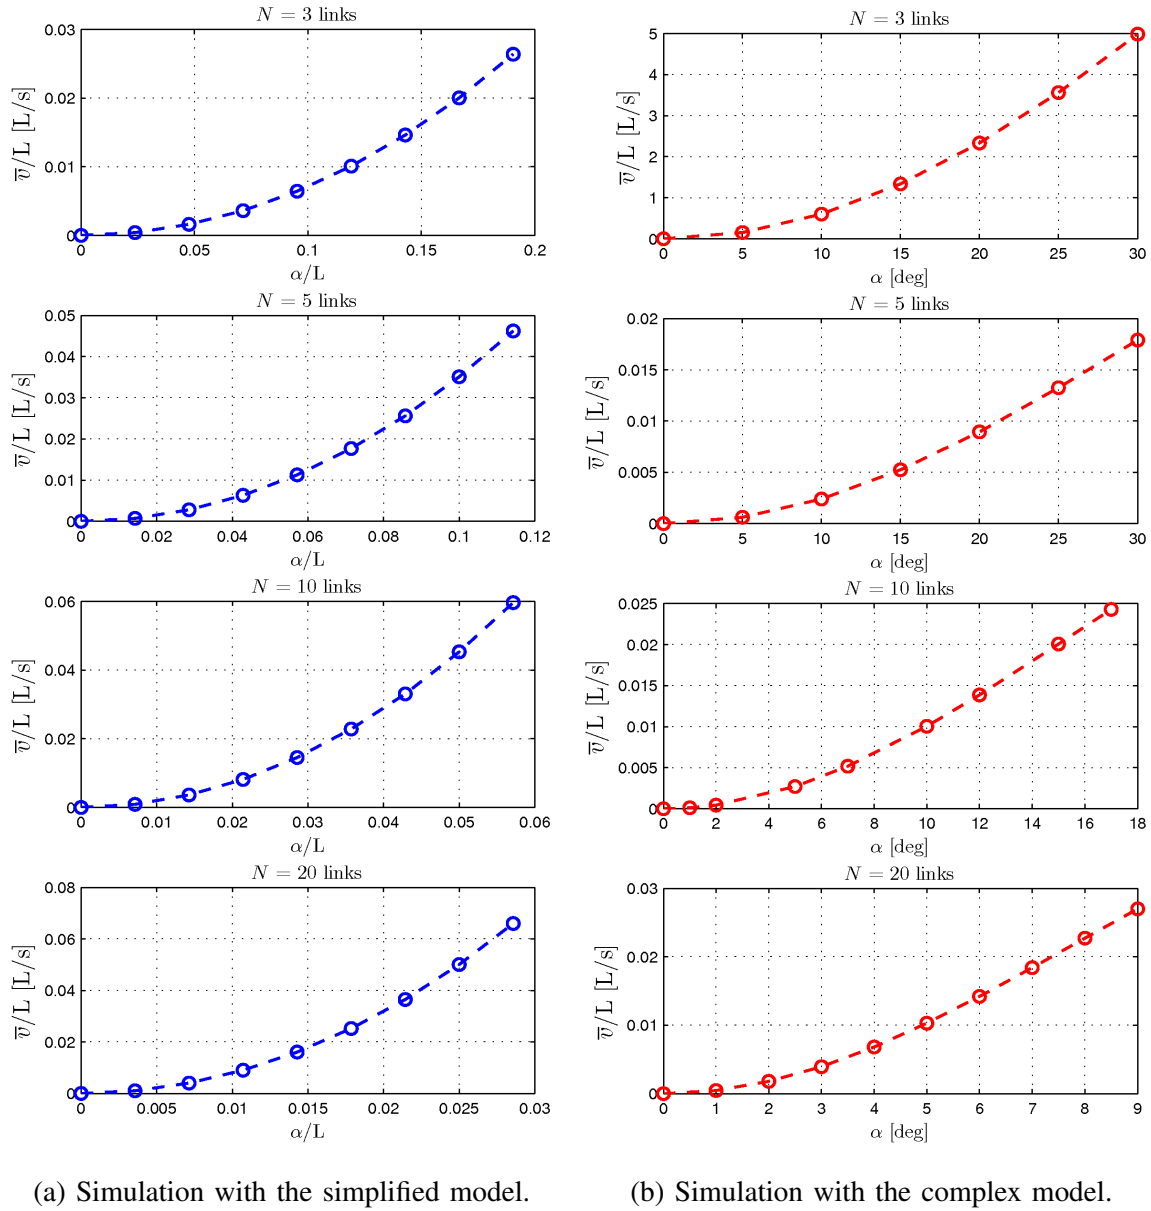 N = 3 links
0.03
0.02
0.01
0
v̅/L [L/s]
0 0.05 0.1 0.15 0.2
α/L
N = 5 links
0.05
0.04
0.03
0.02
0.01
0
v̅/L [L/s]
0 0.02 0.04 0.06 0.08 0.1 0.12
α/L
N = 10 links
0.06
0.04
0.02
0
v̅/L [L/s]
0 0.01 0.02 0.03 0.04 0.05 0.06
α/L
N = 20 links
0.08
0.06
0.04
0.02
0
v̅/L [L/s]
0 0.005 0.01 0.015 0.02 0.025 0.03
α/L
(a) Simulation with the simplified model.
N = 3 links
5
4
3
2
1
0
v̅/L [L/s]
0 5 10 15 20 25 30
α [deg]
N = 5 links
0.02
0.015
0.01
0.005
0
v̅/L [L/s]
0 5 10 15 20 25 30
α [deg]
N = 10 links
0.025
0.02
0.015
0.01
0.005
0
v̅/L [L/s]
0 2 4 6 8 10 12 14 16 18
α [deg]
N = 20 links
0.03
0.02
0.01
0
v̅/L [L/s]
0 1 2 3 4 5 6 7 8 9
α [deg]
(b) Simulation with the complex model.